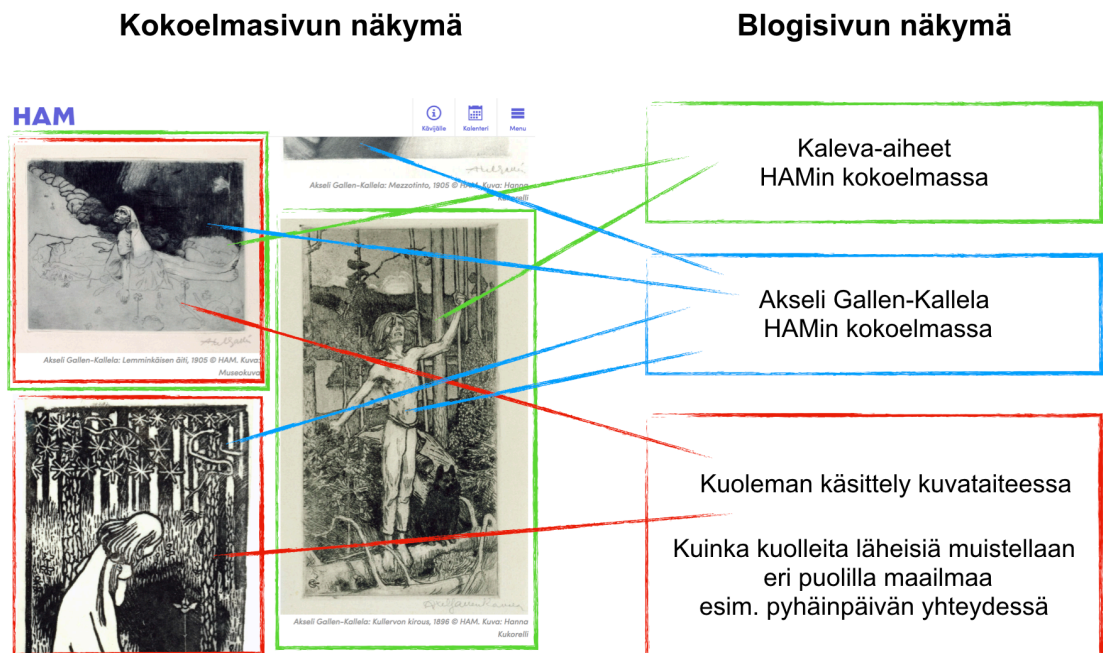 Kokoelmasivun näkymä
Blogisivun näkymä
HAM
Kävijälle
Kalenteri
Menu
Akseli Gallen-Kallela: Mezzotinto, 1905 © HAM. Kuva: Hanna
Kukorelli
Akseli Gallen-Kallela: Lemminkäisen äiti, 1905 © HAM. Kuva:
Museokuva
Akseli Gallen-Kallela: Kullervon kirous, 1896 © HAM. Kuva: Hanna
Kukorelli
Kaleva-aiheet
HAMin kokoelmassa
Akseli Gallen-Kallela
HAMin kokoelmassa
Kuoleman käsittely kuvataiteessa
Kuinka kuolleita läheisiä muistellaan
eri puolilla maailmaa
esim. pyhäinpäivän yhteydessä